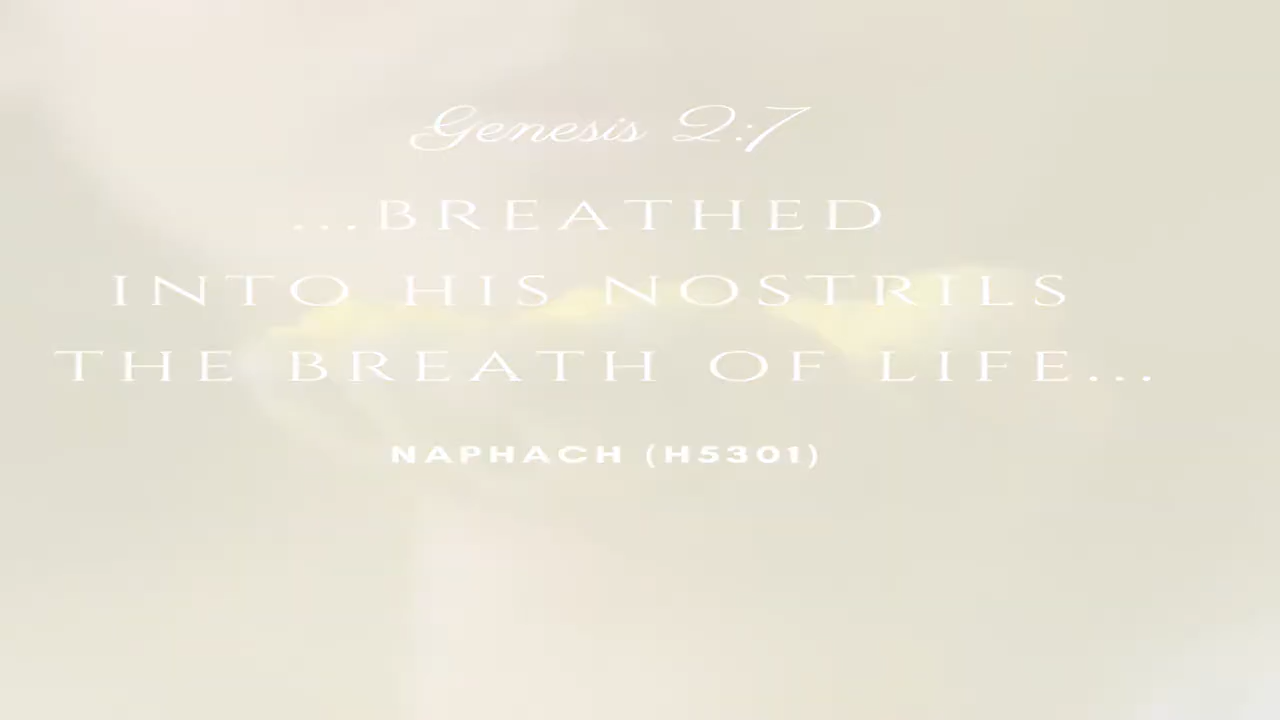 Genesis 2:7
...BREATHED
INTO HIS NOSTRILS
THE BREATH OF LIFE...
NAPHACH (H5301)